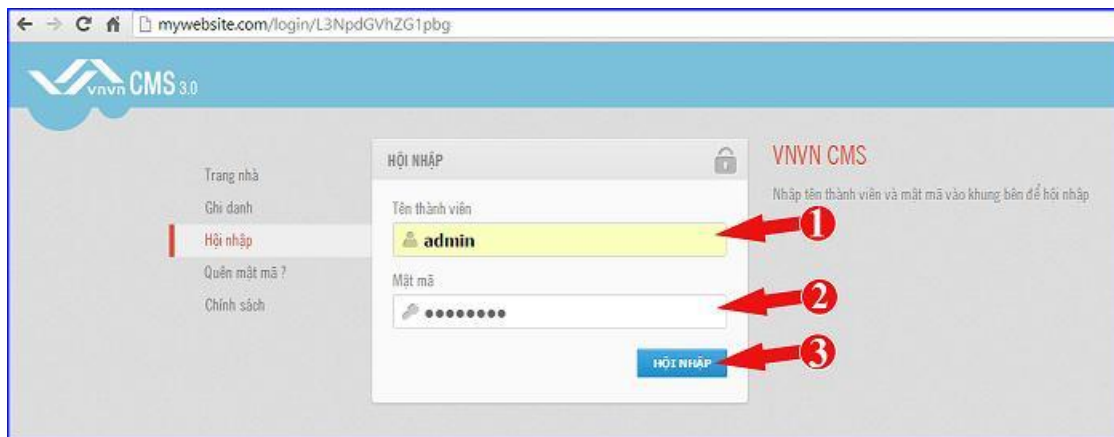 mywebsite.com/login/L3NpdGVhZG1pbg
vnvn CMS 3.0
Trang nhà
Ghi danh
Hội nhập
Quên mật mã ?
Chính sách
HỘI NHẬP
Tên thành viên
admin
Mật mã
••••••••
HỘI NHẬP
VNVN CMS
Nhập tên thành viên và mật mã vào khung bên để hội nhập
1
2
3